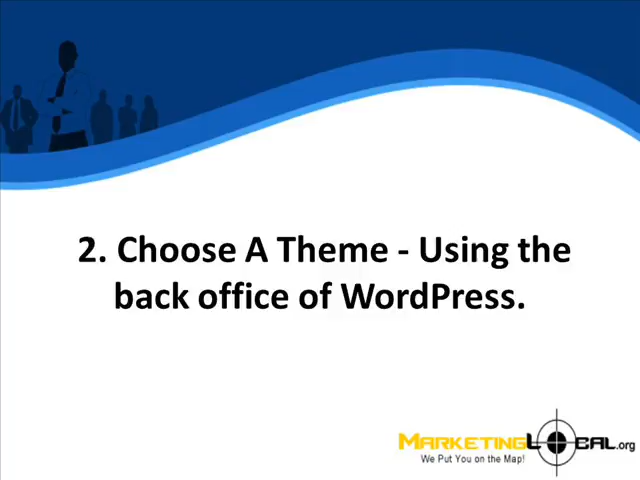 2. Choose A Theme - Using the
back office of WordPress.
MARKETINGLOCAL.org
We Put You on the Map!